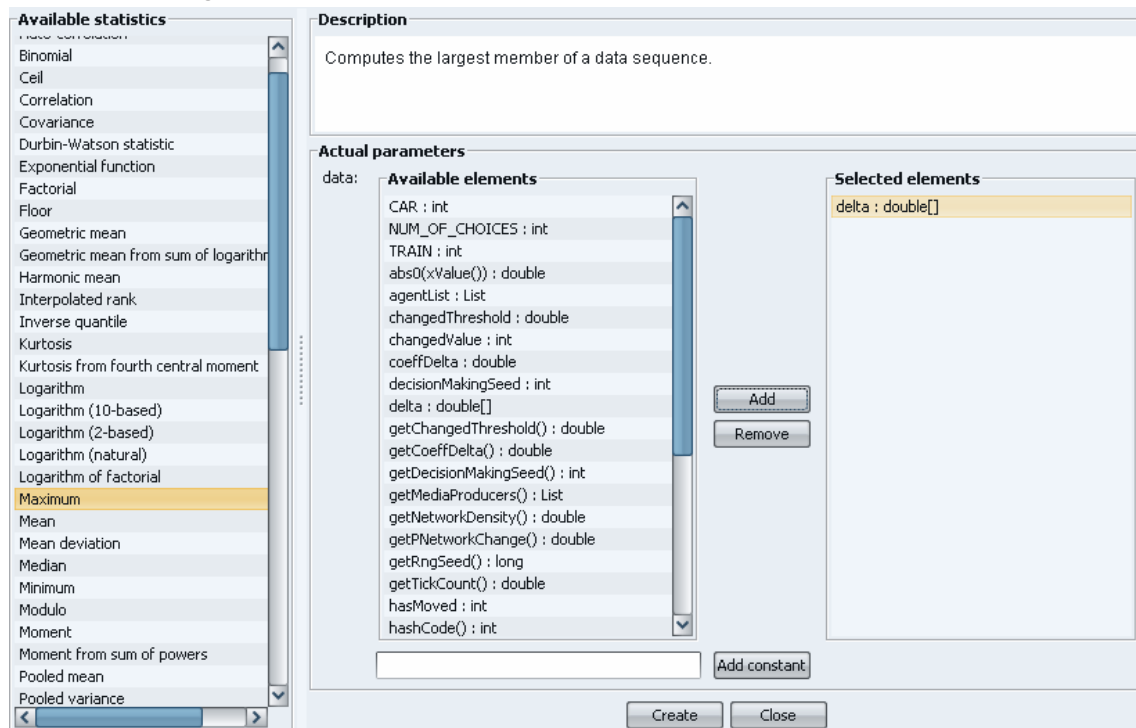 Available statistics
Binomial
Ceil
Correlation
Covariance
Durbin-Watson statistic
Exponential function
Factorial
Floor
Geometric mean
Geometric mean from sum of logarithr
Harmonic mean
Interpolated rank
Inverse quantile
Kurtosis
Kurtosis from fourth central moment
Logarithm
Logarithm (10-based)
Logarithm (2-based)
Logarithm (natural)
Logarithm of factorial
Maximum
Mean
Mean deviation
Median
Minimum
Modulo
Moment
Moment from sum of powers
Pooled mean
Pooled variance
Description
Computes the largest member of a data sequence.
Actual parameters
data:
Available elements
CAR : int
NUM_OF_CHOICES : int
TRAIN : int
abs0(xValue()) : double
agentList : List
changedThreshold : double
changedValue : int
coeffDelta : double
decisionMakingSeed : int
delta : double[]
getChangedThreshold() : double
getCoeffDelta() : double
getDecisionMakingSeed() : int
getMediaProducers() : List
getNetworkDensity() : double
getPNetworkChange() : double
getRngSeed() : long
getTickCount() : double
hasMoved : int
hashCode() : int
Add
Remove
Selected elements
delta : double[]
Add constant
Create
Close